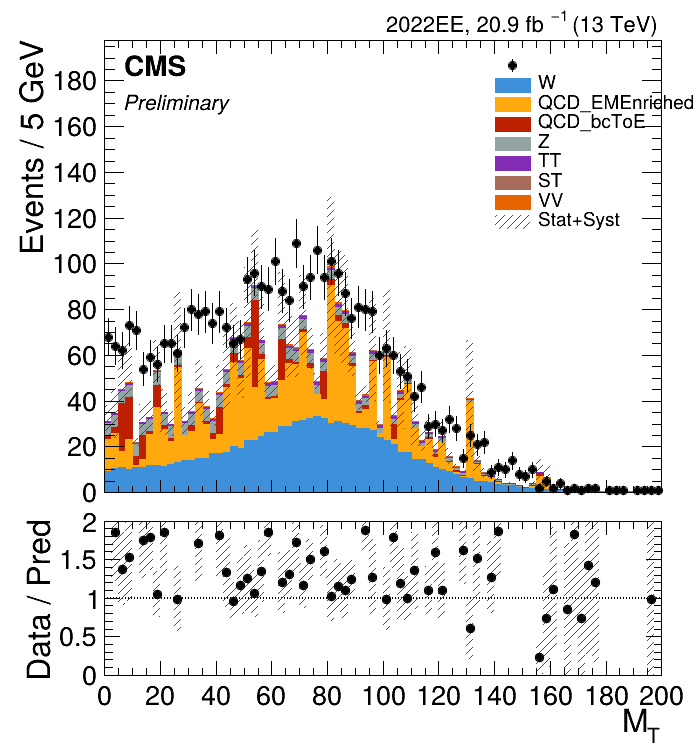 2022EE, 20.9 fb⁻¹ (13 TeV)
CMS
Preliminary
Events / 5 GeV
180
160
140
120
100
80
60
40
20
0
W
QCD_EMEnriehed
QCD_bcToE
Z
TT
ST
VV
Stat+Syst
Data / Pred
2
1.5
1
0.5
0
0 20 40 60 80 100 120 140 160 180 200
M_T